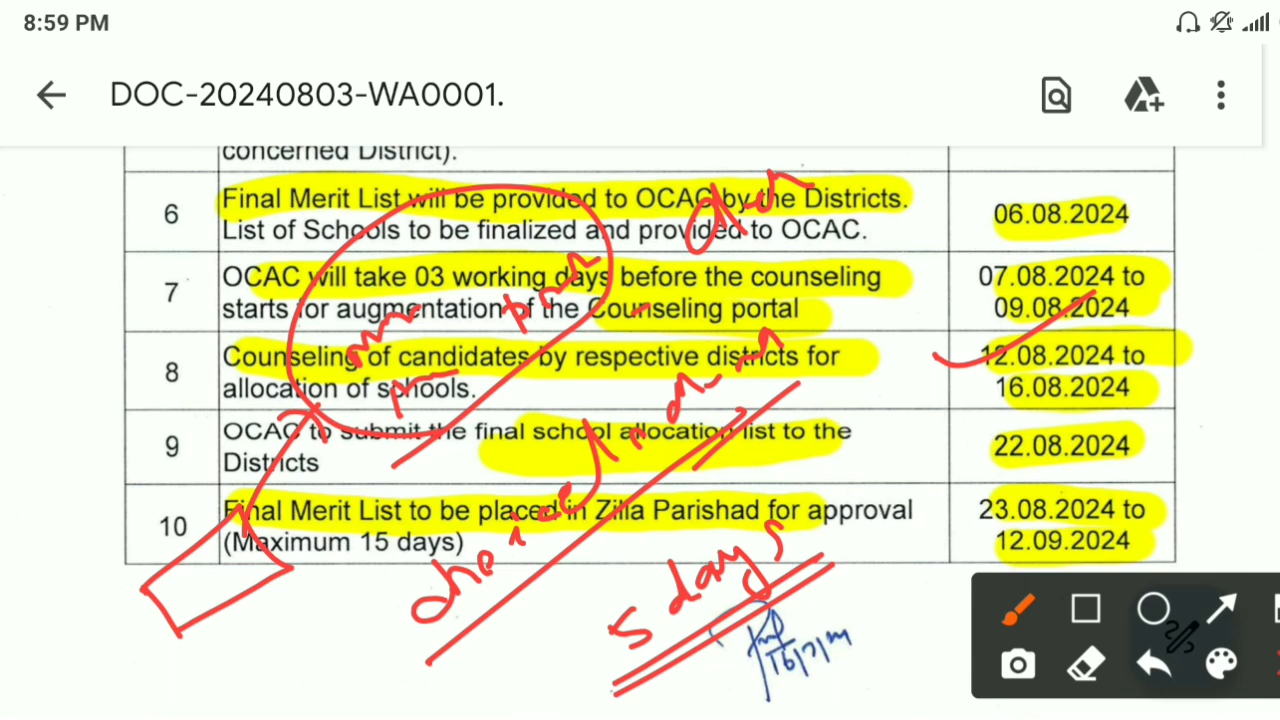 8:59 PM
DOC-20240803-WA0001.
concerned District).
6
Final Merit List will be provided to OCAC by the Districts.
List of Schools to be finalized and provided to OCAC.
06.08.2024
7
OCAC will take 03 working days before the counseling
starts for augmentation of the Counseling portal
07.08.2024 to
09.08.2024
8
Counseling of candidates by respective districts for
allocation of schools.
12.08.2024 to
16.08.2024
9
OCAC to submit the final school allocation list to the
Districts
22.08.2024
10
Final Merit List to be placed in Zilla Parishad for approval
(Maximum 15 days)
23.08.2024 to
12.09.2024
choice
5 days